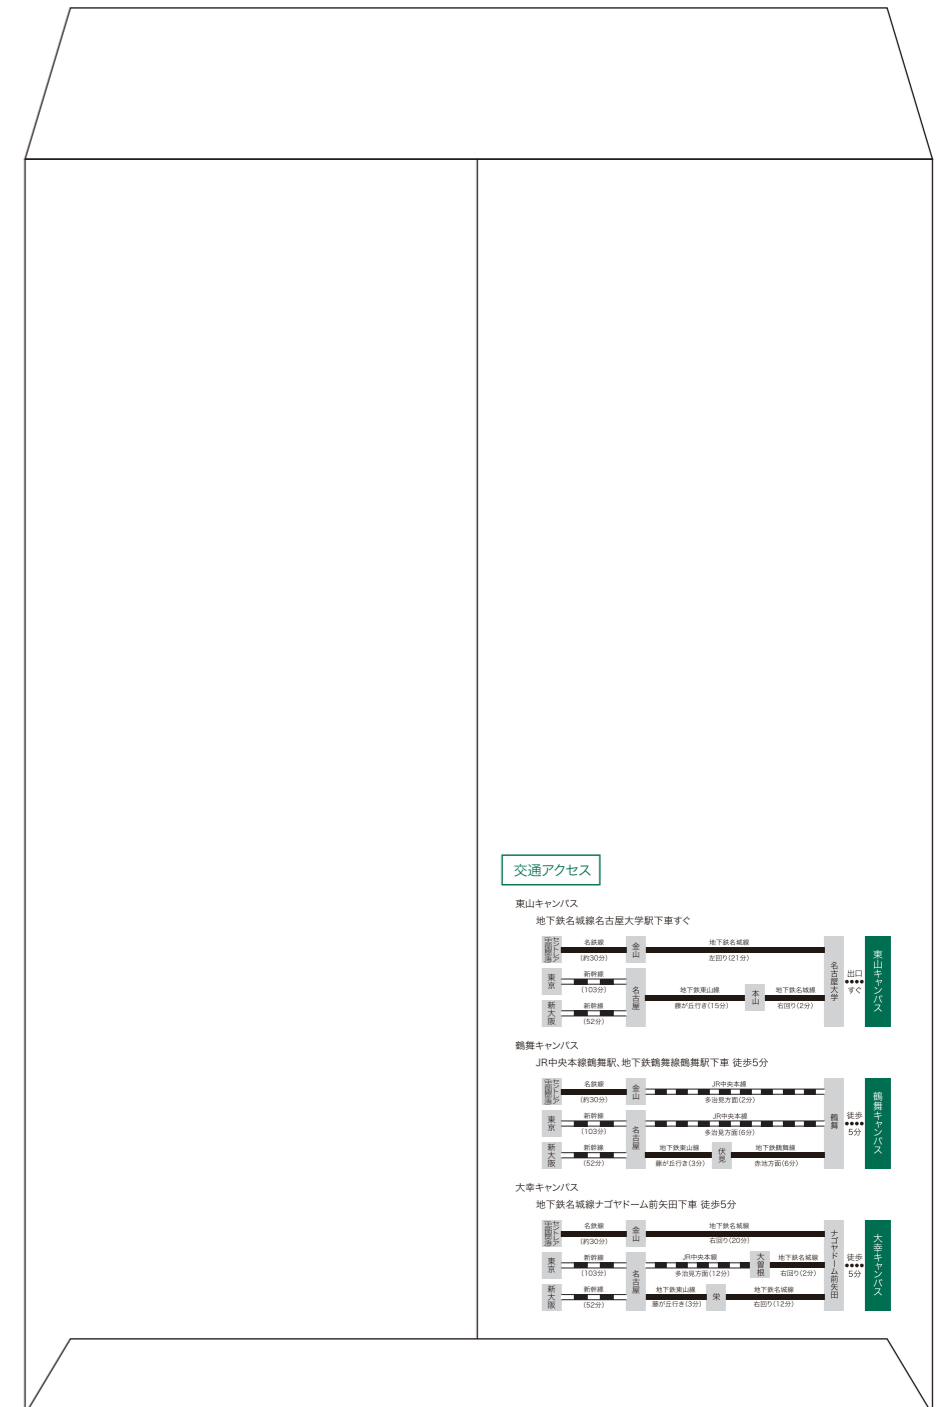 交通アクセス
東山キャンパス
地下鉄名城線名古屋大学駅下車すぐ
セントレア
中部国際空港
名鉄線
(約30分)
金山
地下鉄名城線
左回り(21分)
東京
新幹線
(103分)
新大阪
新幹線
(52分)
名古屋
地下鉄東山線
藤が丘行き(15分)
本山
地下鉄名城線
右回り(2分)
名古屋大学
出口
すぐ
東山キャンパス
鶴舞キャンパス
JR中央本線鶴舞駅、地下鉄鶴舞線鶴舞駅下車 徒歩5分
セントレア
中部国際空港
名鉄線
(約30分)
金山
JR中央本線
多治見方面(2分)
東京
新幹線
(103分)
新大阪
新幹線
(52分)
名古屋
JR中央本線
多治見方面(6分)
地下鉄東山線
藤が丘行き(3分)
伏見
地下鉄鶴舞線
赤池方面(6分)
鶴舞
徒歩
5分
鶴舞キャンパス
大幸キャンパス
地下鉄名城線ナゴヤドーム前矢田下車 徒歩5分
セントレア
中部国際空港
名鉄線
(約30分)
金山
地下鉄名城線
右回り(20分)
東京
新幹線
(103分)
新大阪
新幹線
(52分)
名古屋
JR中央本線
多治見方面(12分)
大曽根
地下鉄名城線
右回り(2分)
地下鉄東山線
藤が丘行き(3分)
栄
地下鉄名城線
右回り(12分)
ナゴヤドーム前矢田
徒歩
5分
大幸キャンパス